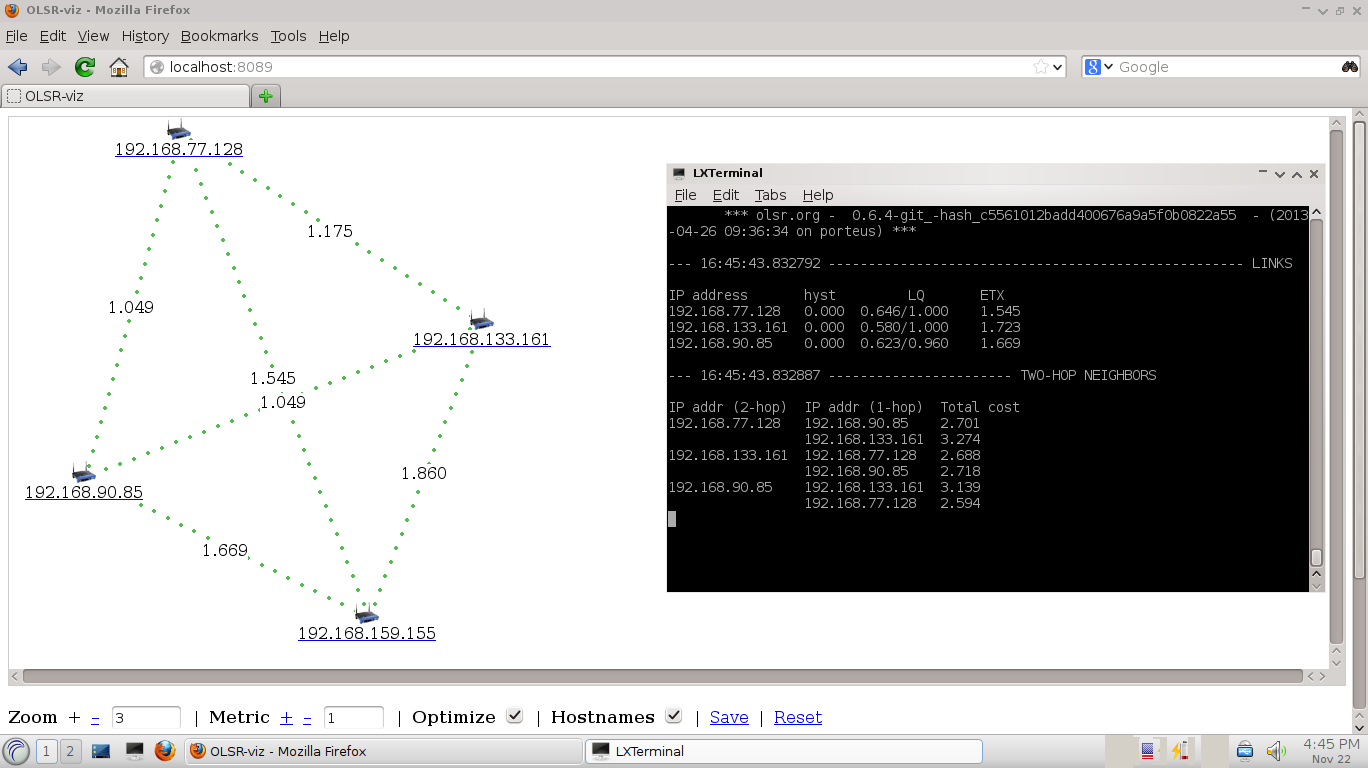 OLSR-viz - Mozilla Firefox
File Edit View History Bookmarks Tools Help
localhost:8089
Google
OLSR-viz
192.168.77.128
1.175
1.049
192.168.133.161
1.545
1.049
1.860
192.168.90.85
1.669
192.168.159.155
LXTerminal
File Edit Tabs Help
*** olsr.org - 0.6.4-git_-hash_c5561012badd400676a9a5f0b0822a55 - (2013
-04-26 09:36:34 on porteus) ***
--- 16:45:43.832792 ---------------------------------------------------- LINKS
IP address hyst LQ ETX
192.168.77.128 0.000 0.646/1.000 1.545
192.168.133.161 0.000 0.580/1.000 1.723
192.168.90.85 0.000 0.623/0.960 1.669
--- 16:45:43.832887 ----------------------- TWO-HOP NEIGHBORS
IP addr (2-hop) IP addr (1-hop) Total cost
192.168.77.128 192.168.90.85 2.701
192.168.133.161 3.274
192.168.133.161 192.168.77.128 2.688
192.168.90.85 2.718
192.168.90.85 192.168.133.161 3.139
192.168.77.128 2.594
Zoom + - 3 | Metric + - 1 | Optimize | Hostnames | Save | Reset
1 2 OLSR-viz - Mozilla Firefox LXTerminal 4:45 PM
Nov 22